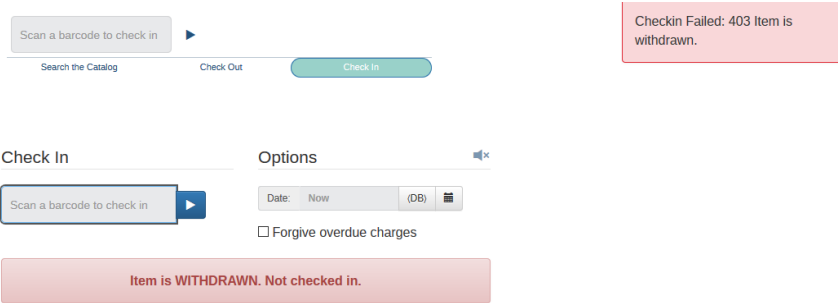 Scan a barcode to check in
Checkin Failed: 403 Item is
withdrawn.
Search the Catalog
Check Out
Check In
Check In
Options
Scan a barcode to check in
Date:
Now
(DB)
Forgive overdue charges
Item is WITHDRAWN. Not checked in.